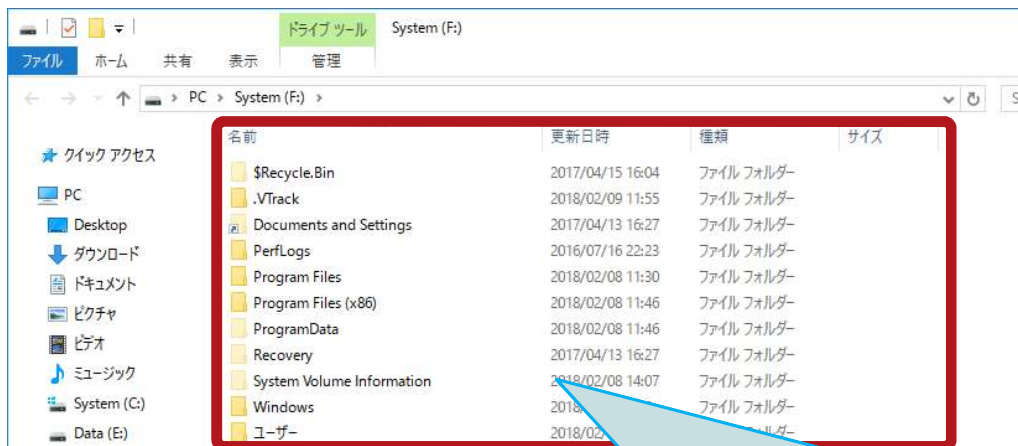 ドライブ ツール System (F:)
ファイル ホーム 共有 表示 管理
PC › System (F:) ›
名前 更新日時 種類 サイズ
クイック アクセス
PC
Desktop
ダウンロード
ドキュメント
ピクチャ
ビデオ
ミュージック
System (C:)
Data (E:)
$Recycle.Bin 2017/04/15 16:04 ファイル フォルダー
.VTrack 2018/02/09 11:55 ファイル フォルダー
Documents and Settings 2017/04/13 16:27 ファイル フォルダー
PerfLogs 2016/07/16 22:23 ファイル フォルダー
Program Files 2018/02/08 11:30 ファイル フォルダー
Program Files (x86) 2018/02/08 11:46 ファイル フォルダー
ProgramData 2018/02/08 11:46 ファイル フォルダー
Recovery 2017/04/13 16:27 ファイル フォルダー
System Volume Information 2018/02/08 14:07 ファイル フォルダー
Windows 2018/ ファイル フォルダー
ユーザー 2018/02/